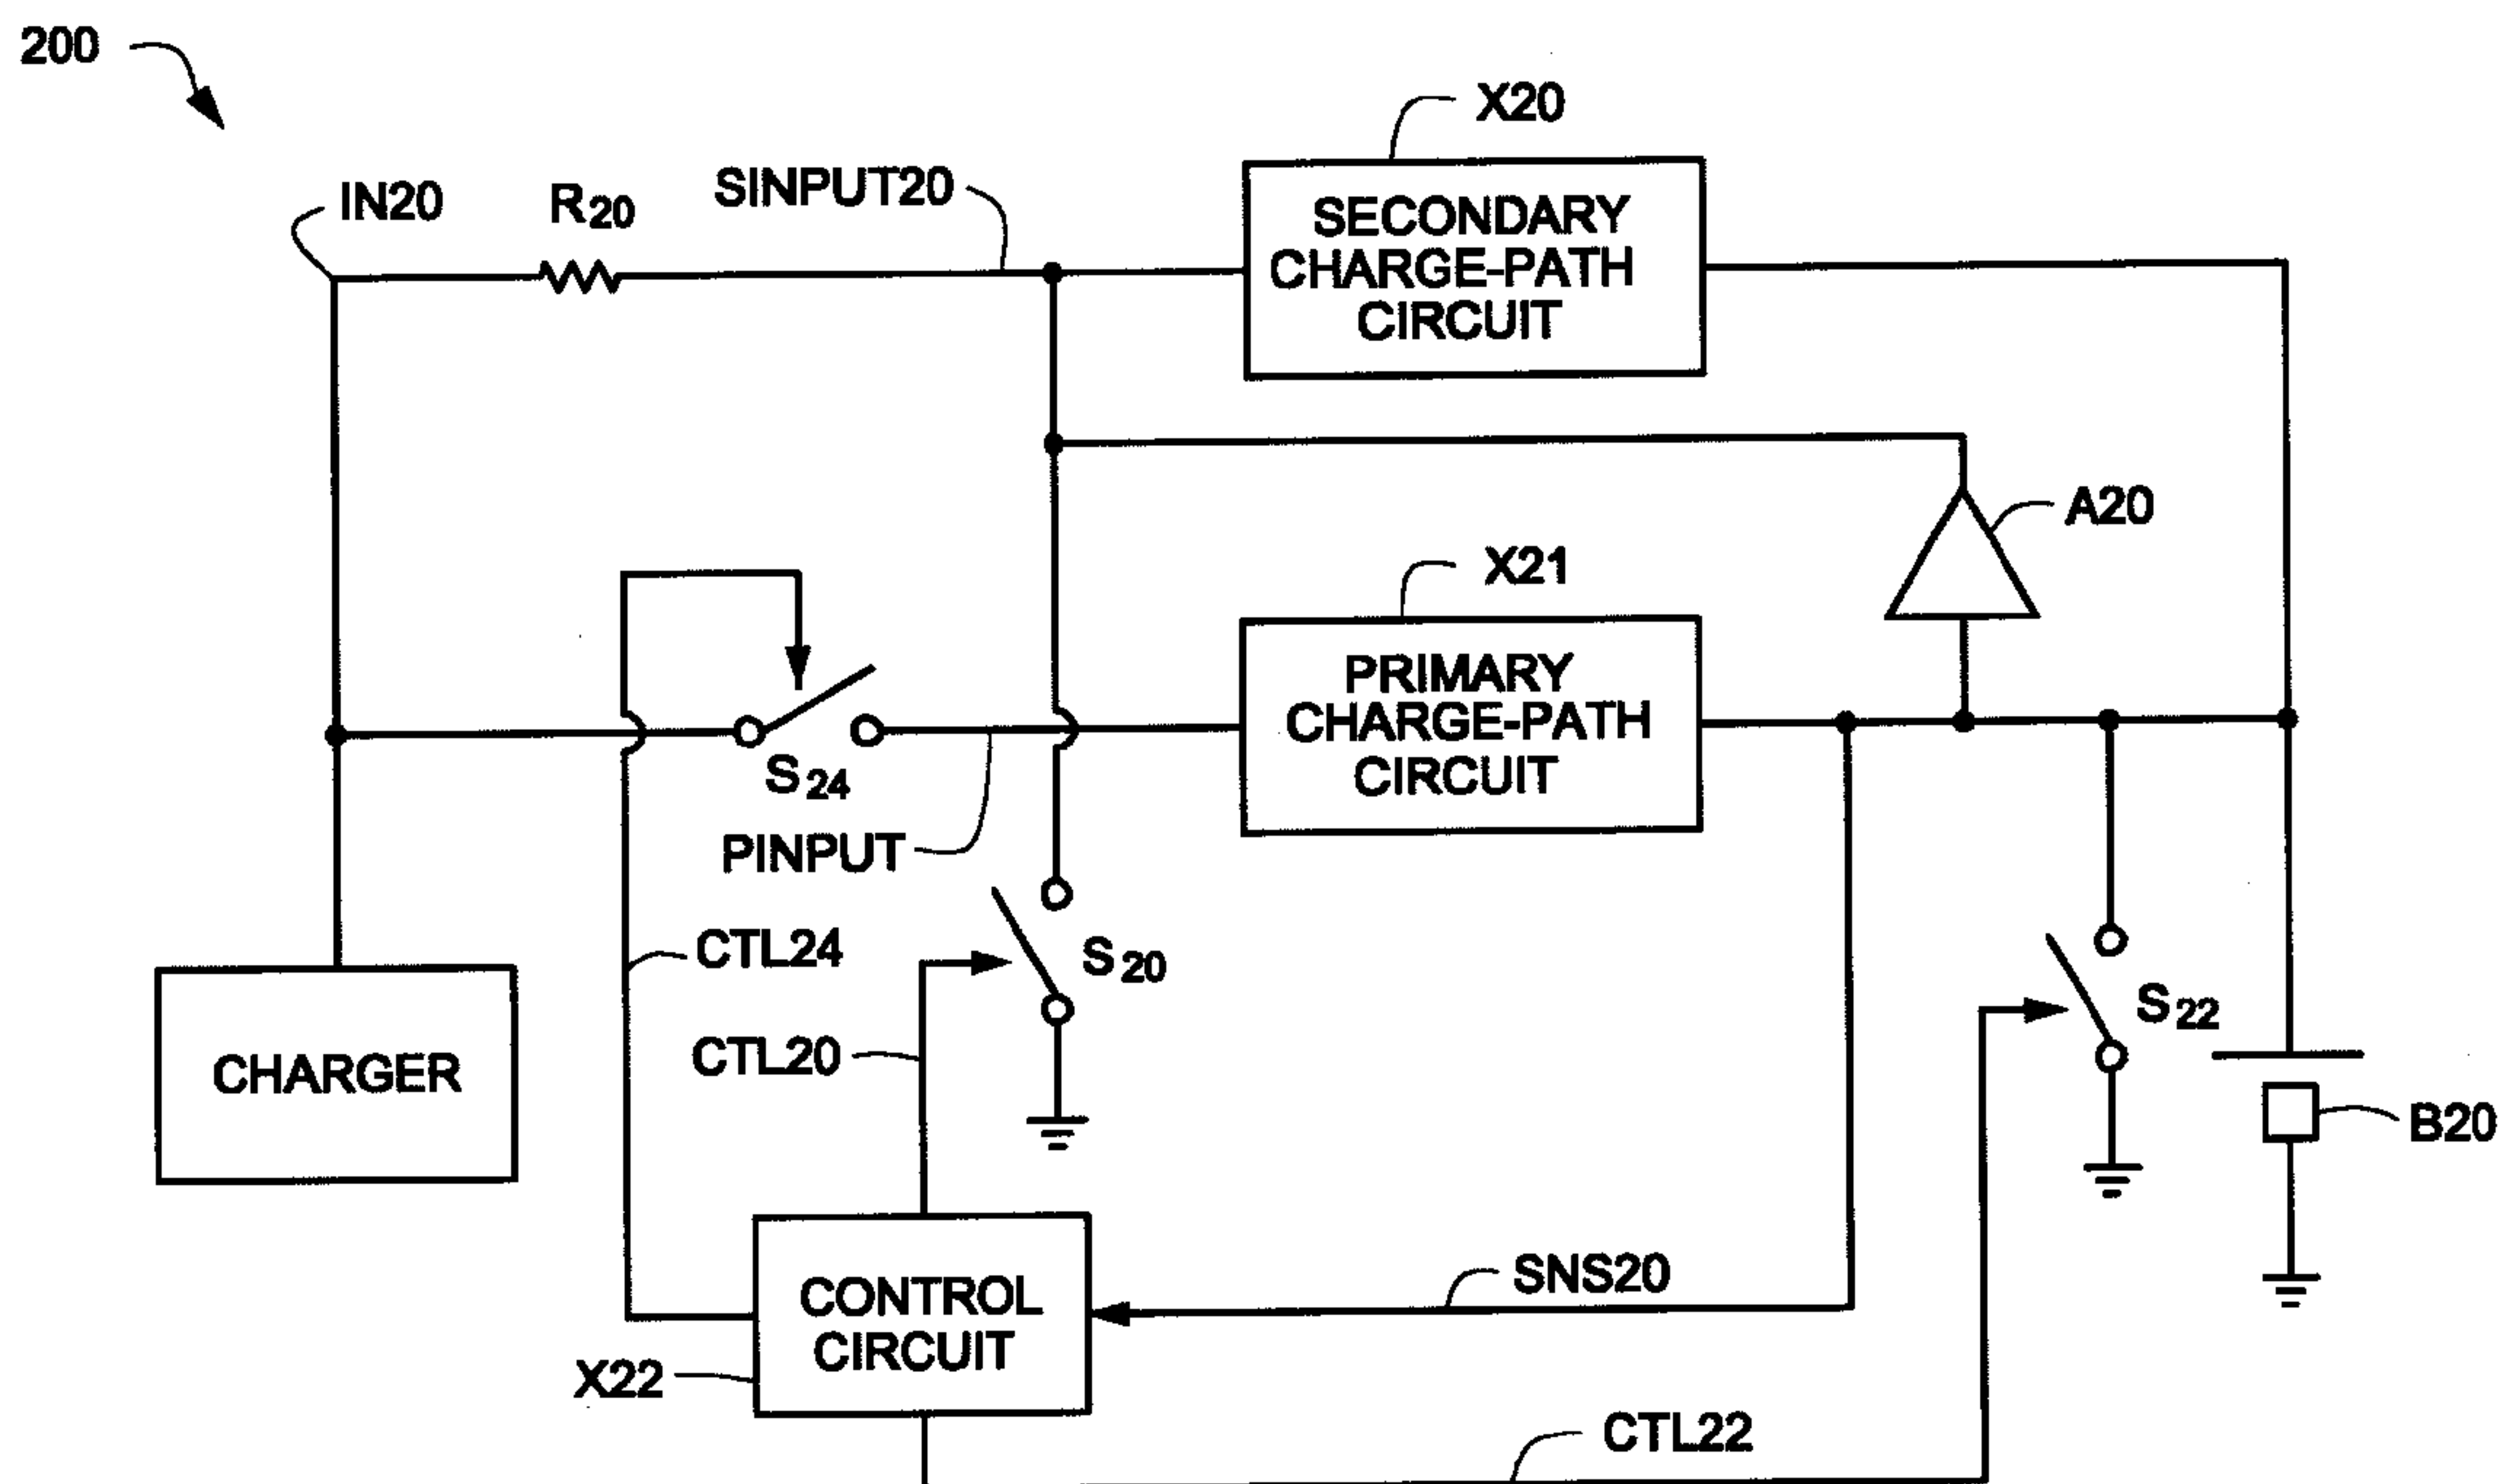 200
X20
IN20
R20
SINPUT20
SECONDARY
CHARGE-PATH
CIRCUIT
A20
X21
PRIMARY
CHARGE-PATH
CIRCUIT
S24
PINPUT
CTL24
S20
S22
CTL20
CHARGER
B20
SNS20
CONTROL
CIRCUIT
X22
CTL22